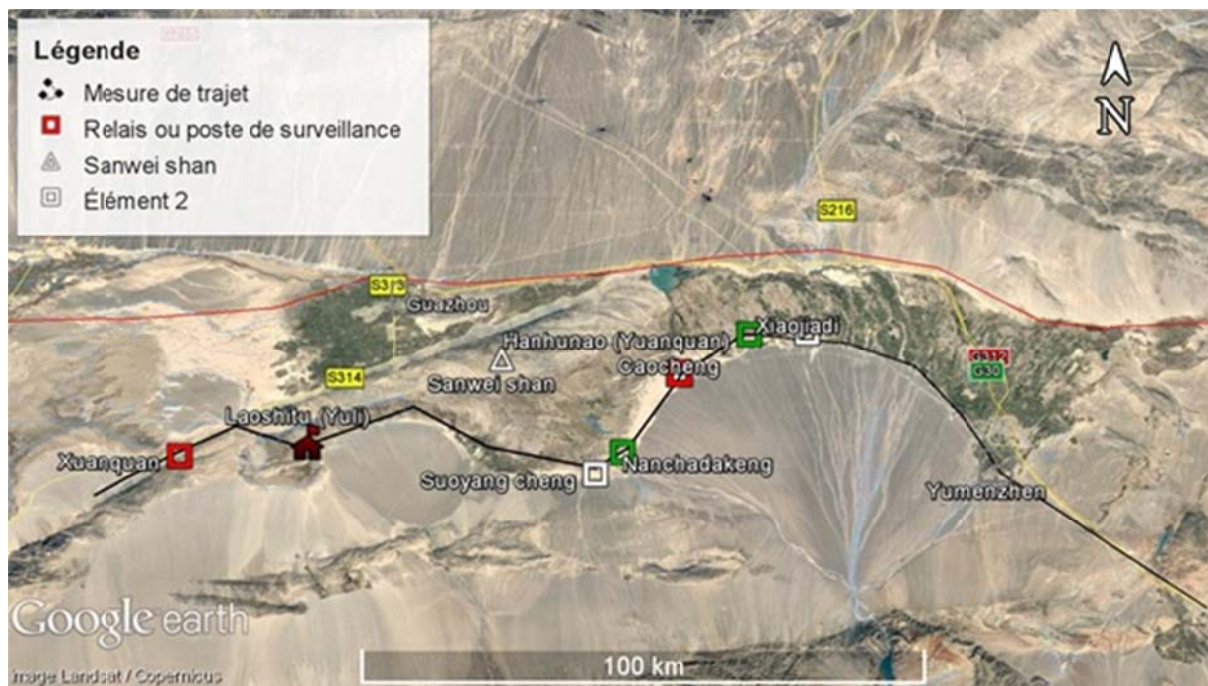 Légende
Mesure de trajet
Relais ou poste de surveillance
Sanwei shan
Élément 2
N
S216
S313
Guazhou
Hanhunao (Yuanquan)
Xiaojiadi
Sanwei shan
Caocheng
G312
G30
S314
Laoshitu (Yuli)
Xuanquan
Suoyang cheng
Nanchadakeng
Yumenzhen
Google earth
Image Landsat / Copernicus
100 km